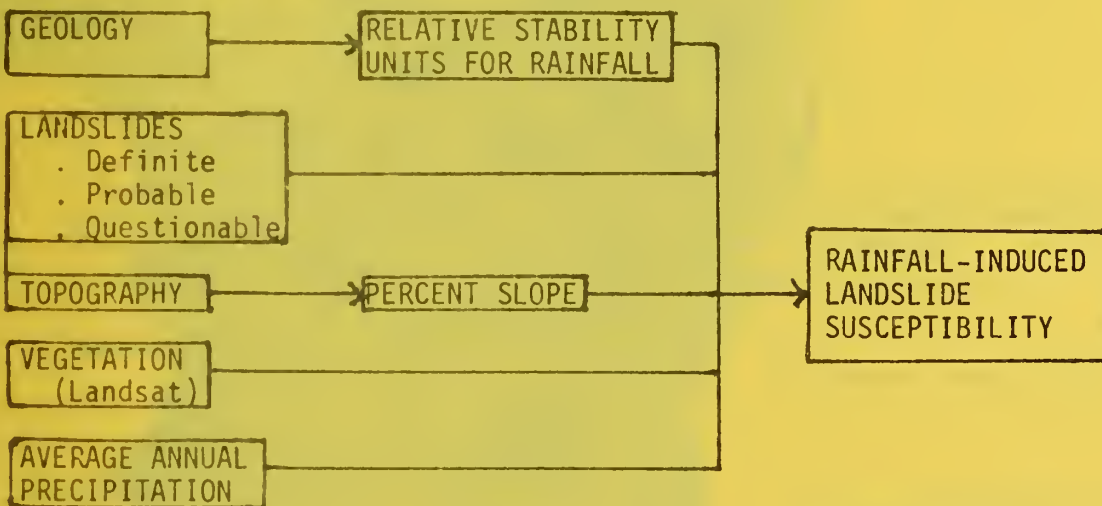 GEOLOGY
RELATIVE STABILITY
UNITS FOR RAINFALL
LANDSLIDES
. Definite
. Probable
. Questionable
TOPOGRAPHY
PERCENT SLOPE
RAINFALL-INDUCED
LANDSLIDE
SUSCEPTIBILITY
VEGETATION
(Landsat)
AVERAGE ANNUAL
PRECIPITATION